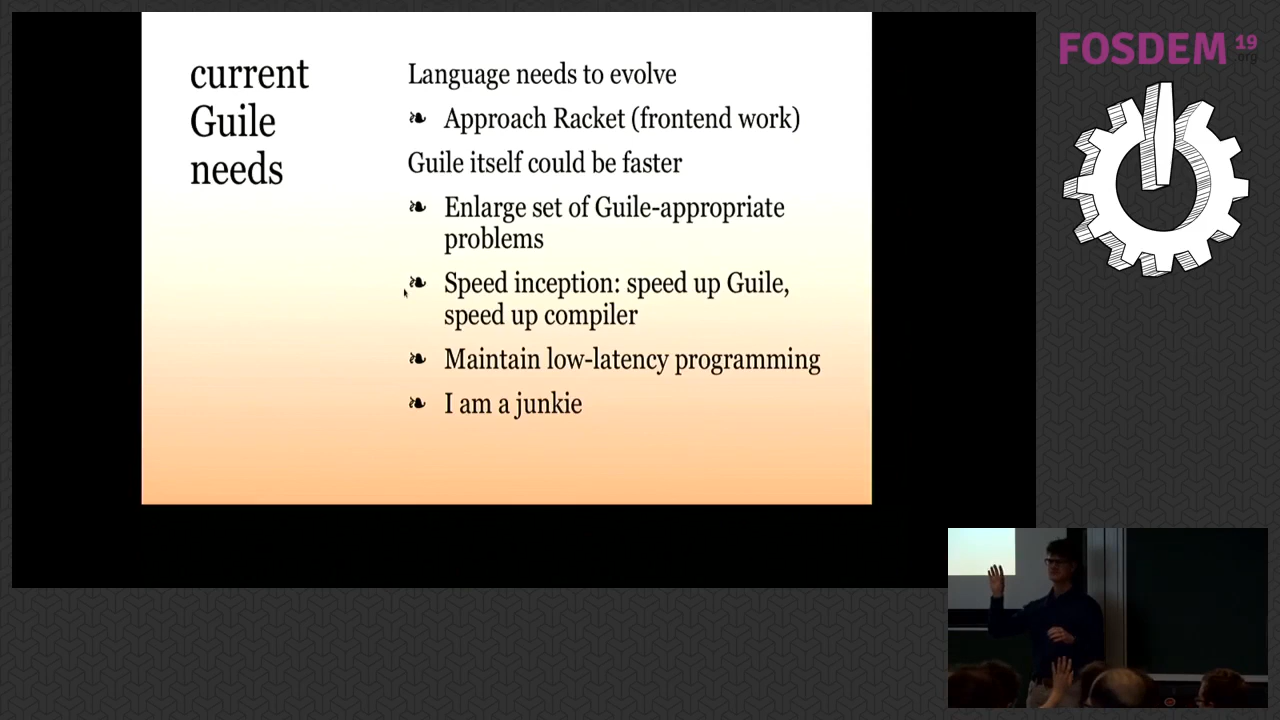 FOSDEM 19
.org
current
Guile
needs
Language needs to evolve
❧ Approach Racket (frontend work)
Guile itself could be faster
❧ Enlarge set of Guile-appropriate
problems
❧ Speed inception: speed up Guile,
speed up compiler
❧ Maintain low-latency programming
❧ I am a junkie